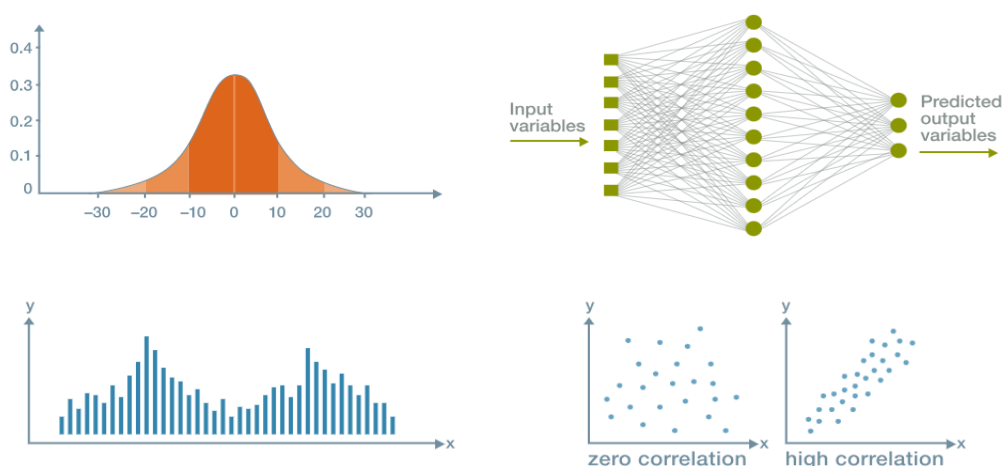 0.4
0.3
0.2
0.1
0
–30 –20 –10 0 10 20 30
Input
variables
Predicted
output
variables
y
x
y
x
zero correlation
y
x
high correlation